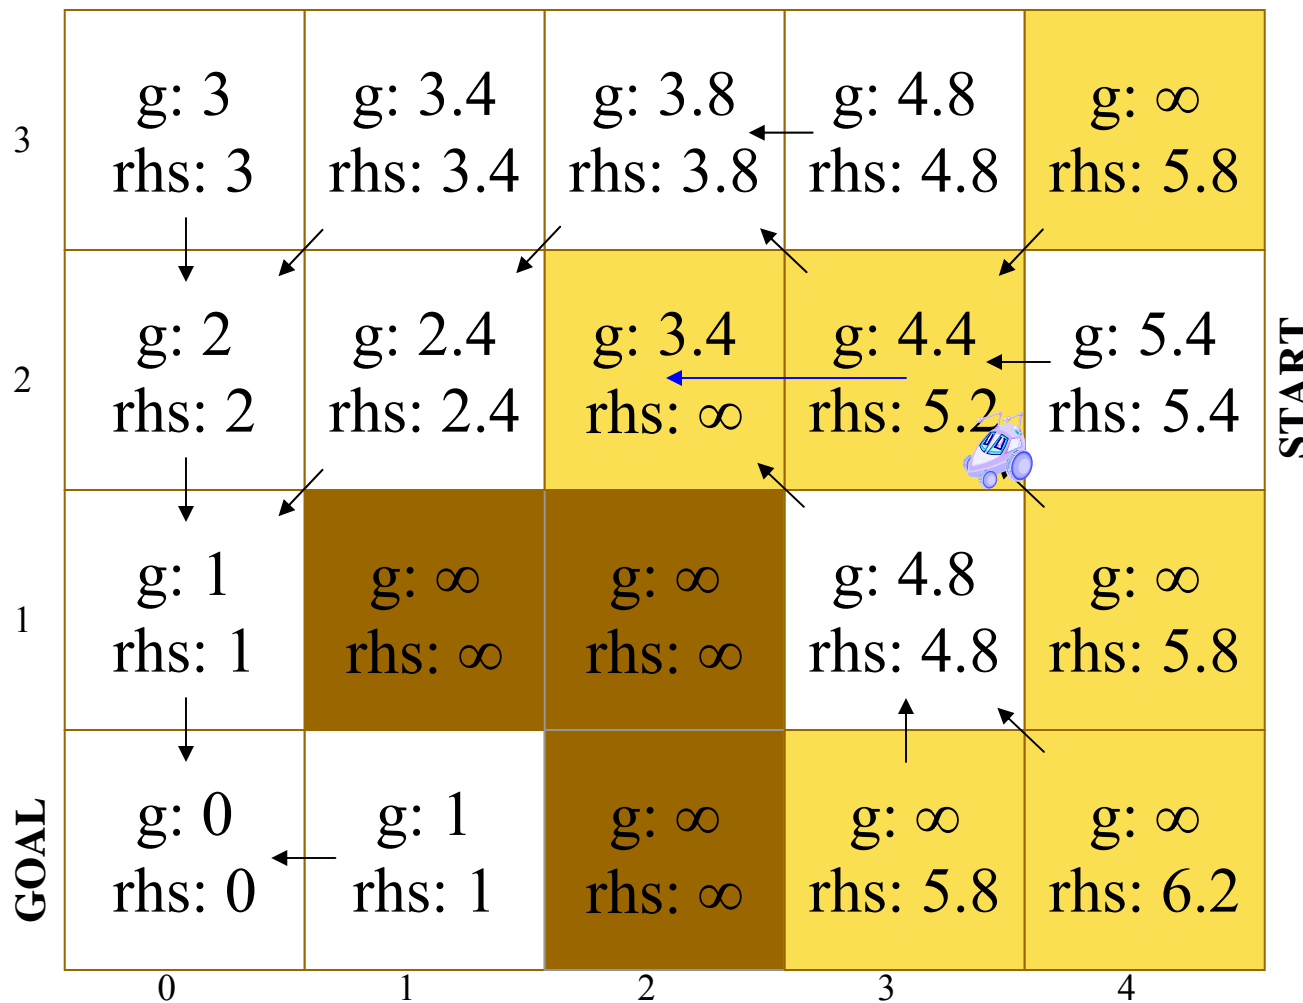 3
g: 3
rhs: 3
g: 3.4
rhs: 3.4
g: 3.8
rhs: 3.8
g: 4.8
rhs: 4.8
g: ∞
rhs: 5.8
2
g: 2
rhs: 2
g: 2.4
rhs: 2.4
g: 3.4
rhs: ∞
g: 4.4
rhs: 5.2
g: 5.4
rhs: 5.4
START
1
g: 1
rhs: 1
g: ∞
rhs: ∞
g: ∞
rhs: ∞
g: 4.8
rhs: 4.8
g: ∞
rhs: 5.8
GOAL
g: 0
rhs: 0
g: 1
rhs: 1
g: ∞
rhs: ∞
g: ∞
rhs: 5.8
g: ∞
rhs: 6.2
0
1
2
3
4